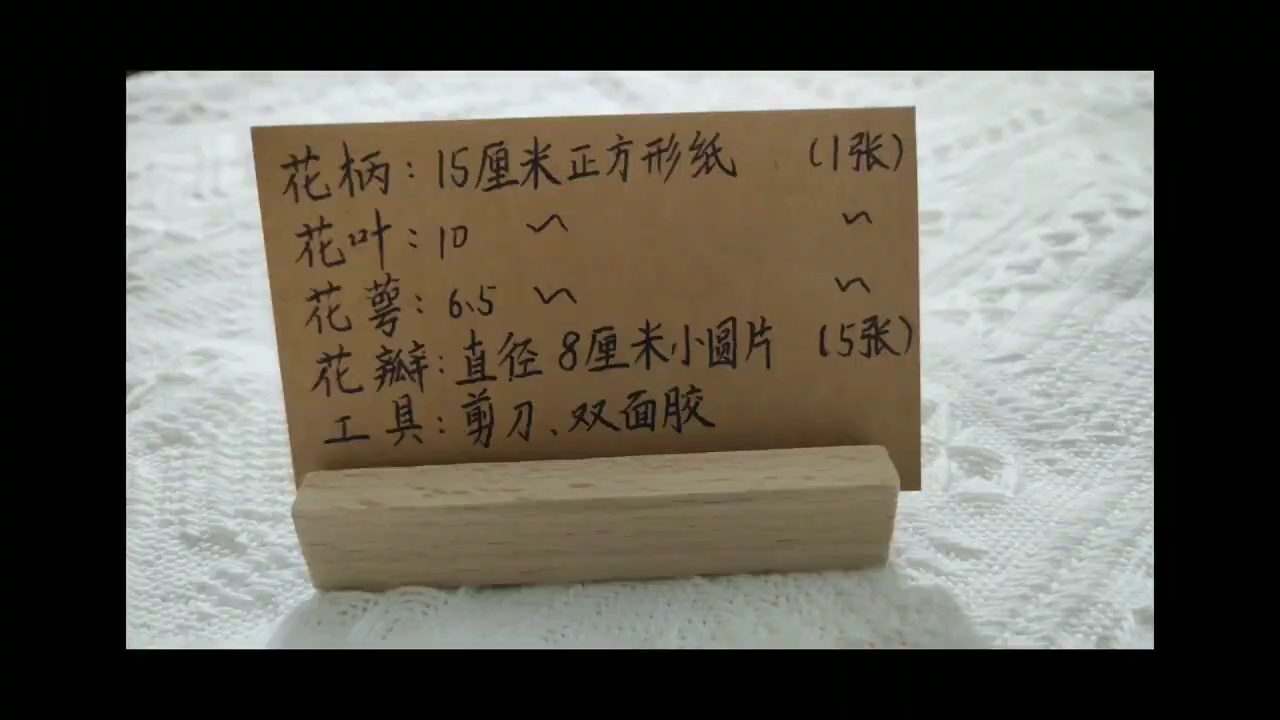 花柄：15厘米正方形纸 （1张）
花叶：10 〃 〃
花萼：6.5 〃 〃
花瓣：直径8厘米小圆片 （5张）
工具：剪刀、双面胶